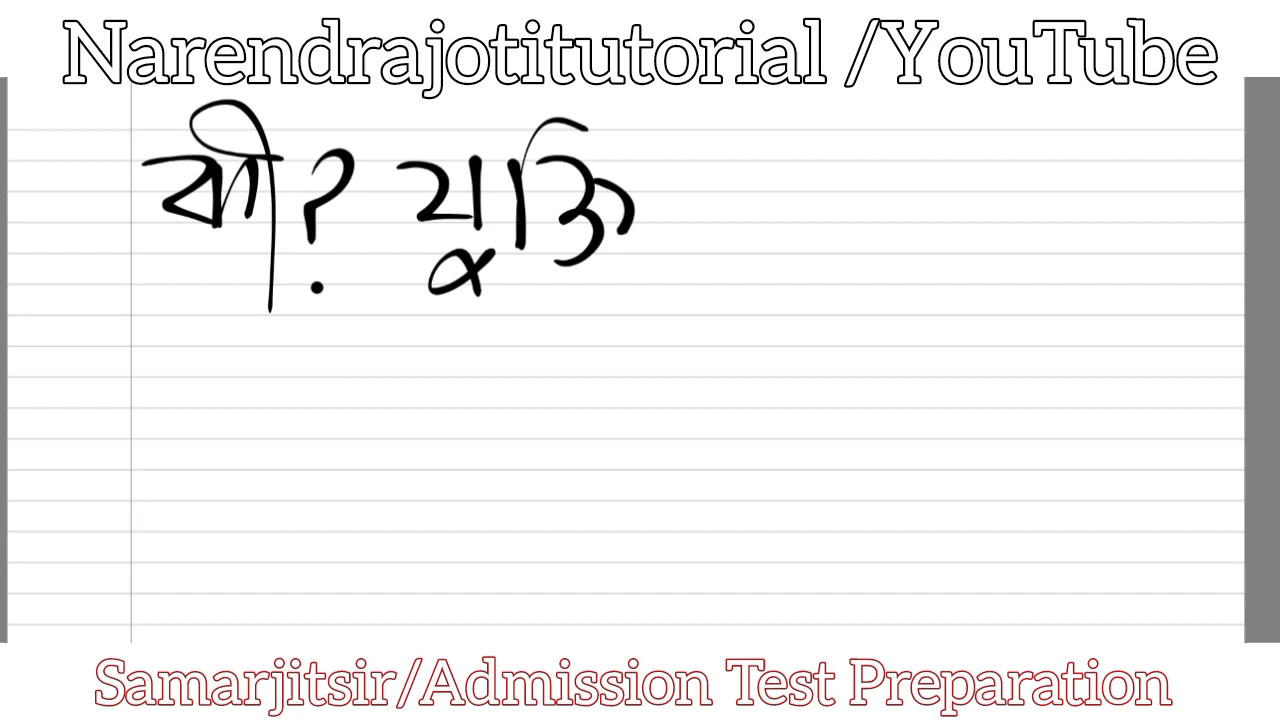 Narendrajotitutorial /YouTube
কী? যুক্তি
Samarjitsir/Admission Test Preparation